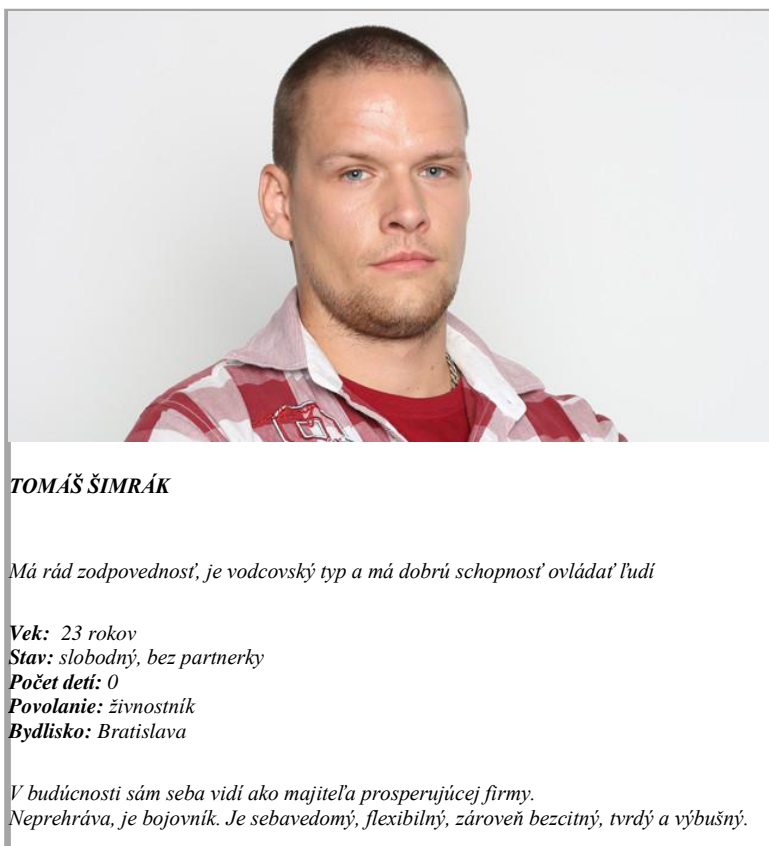 TOMÁŠ ŠIMRÁK
Má rád zodpovednosť, je vodcovský typ a má dobrú schopnosť ovládať ľudí
Vek: 23 rokov
Stav: slobodný, bez partnerky
Počet detí: 0
Povolanie: živnostník
Bydlisko: Bratislava
V budúcnosti sám seba vidí ako majiteľa prosperujúcej firmy.
Neprehráva, je bojovník. Je sebavedomý, flexibilný, zároveň bezcitný, tvrdý a výbušný.